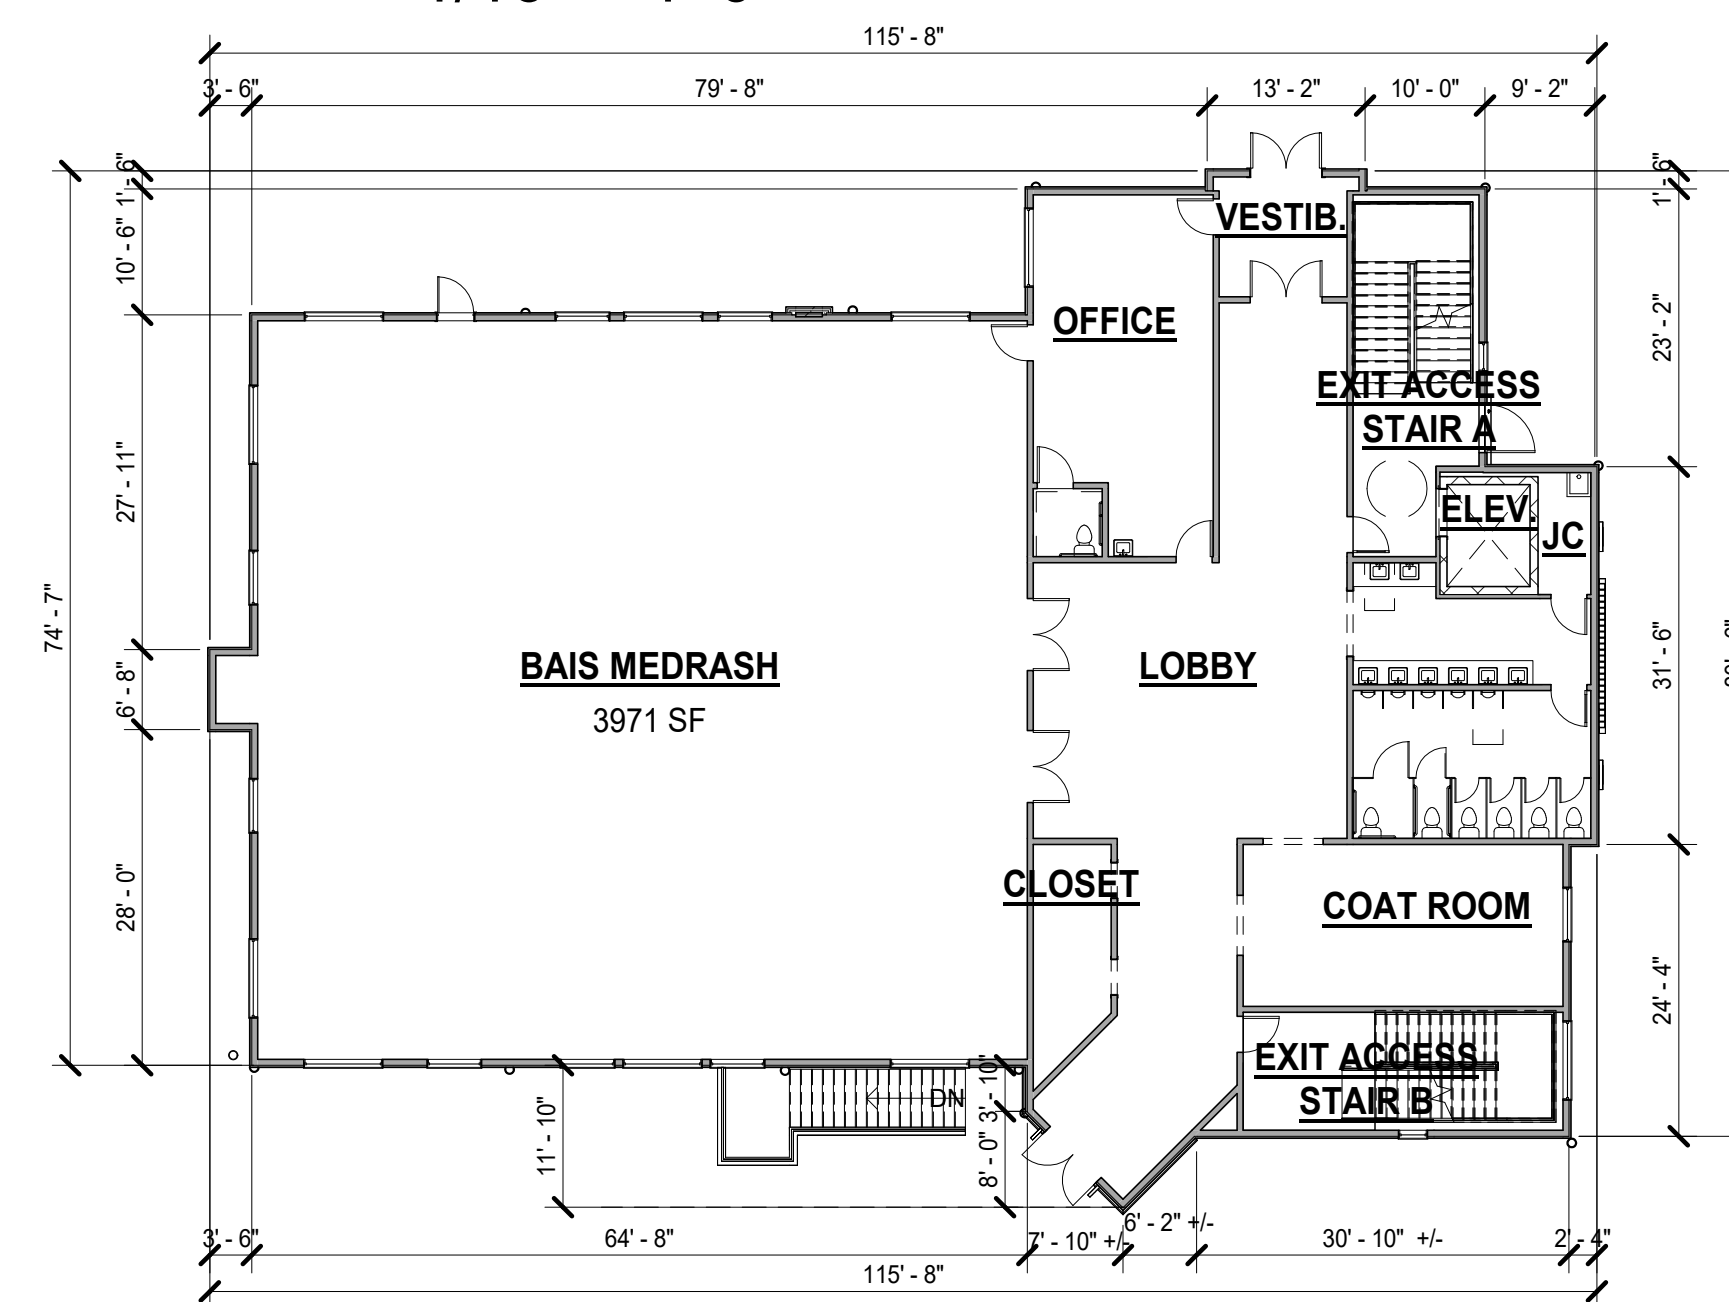 115' - 8"
3' - 6"
79' - 8"
13' - 2"
10' - 0"
9' - 2"
1' - 6"
1' - 6"
10' - 6"
VESTIB.
OFFICE
23' - 2"
EXIT ACCESS
STAIR A
27' - 11"
ELEV.
JC
74' - 7"
BAIS MEDRASH
3971 SF
LOBBY
6' - 8"
31' - 6"
28' - 0"
CLOSET
COAT ROOM
24' - 4"
EXIT ACCESS
STAIR B
DN
3' - 10"
11' - 10"
8' - 0"
3' - 6"
64' - 8"
7' - 10" +/-
6' - 2" +/-
30' - 10" +/-
2' - 4"
115' - 8"